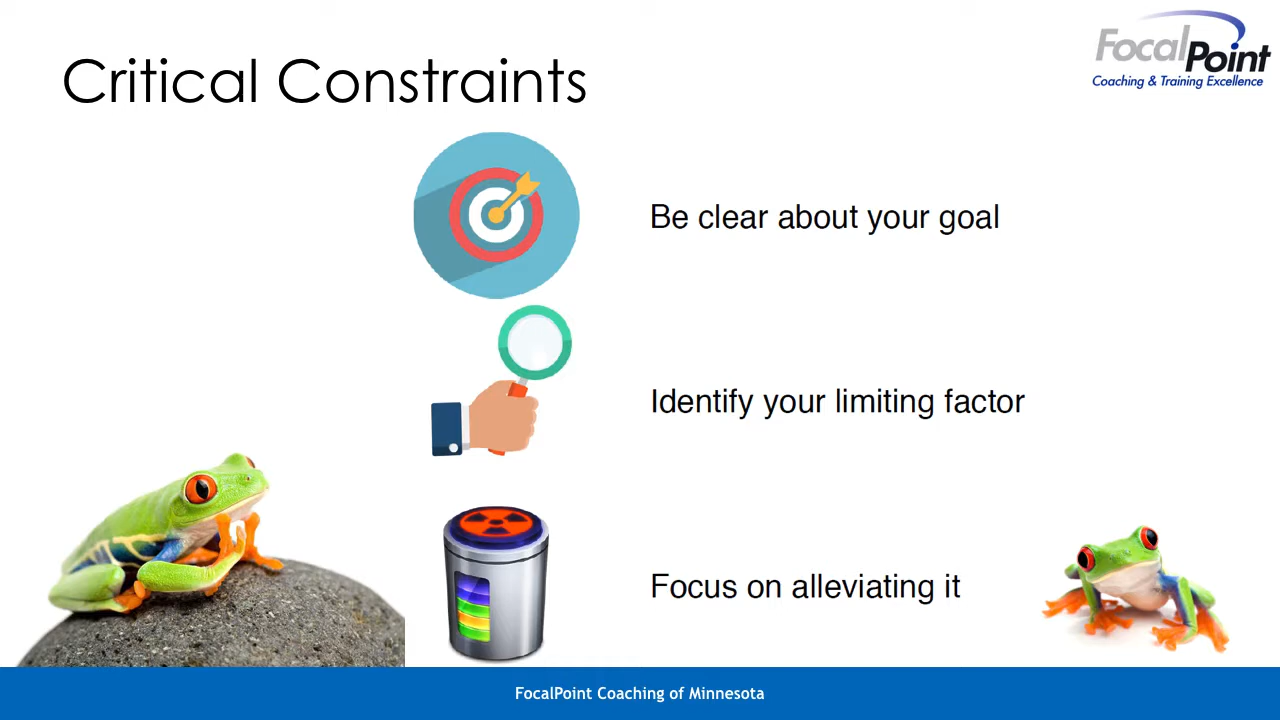 FocalPoint
Coaching & Training Excellence
Critical Constraints
Be clear about your goal
Identify your limiting factor
Focus on alleviating it
FocalPoint Coaching of Minnesota